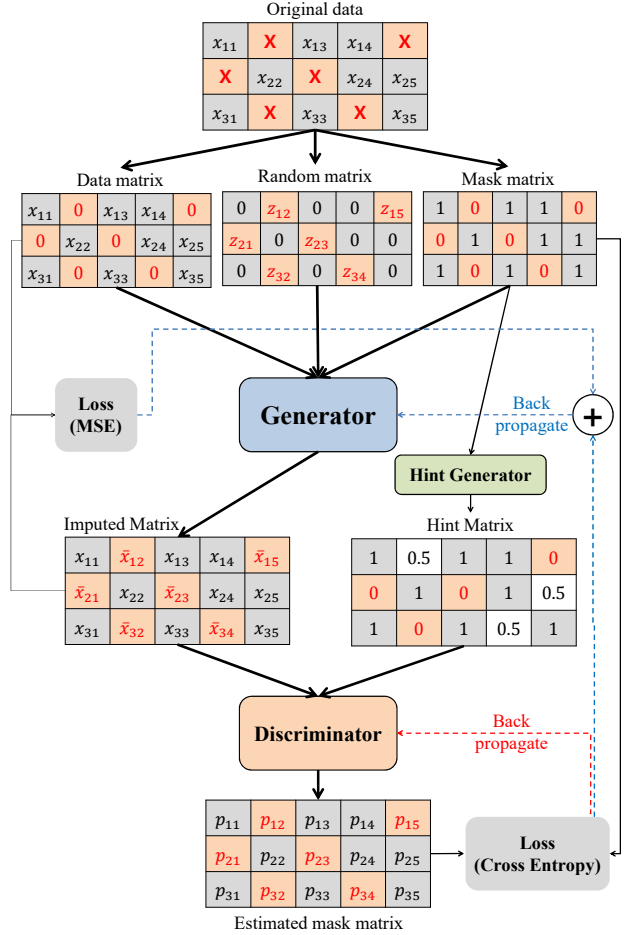 Original data
x₁₁ X x₁₃ x₁₄ X
X x₂₂ X x₂₄ x₂₅
x₃₁ X x₃₃ X x₃₅
Data matrix
x₁₁ 0 x₁₃ x₁₄ 0
0 x₂₂ 0 x₂₄ x₂₅
x₃₁ 0 x₃₃ 0 x₃₅
Random matrix
0 z₁₂ 0 0 z₁₅
z₂₁ 0 z₂₃ 0 0
0 z₃₂ 0 z₃₄ 0
Mask matrix
1 0 1 1 0
0 1 0 1 1
1 0 1 0 1
Loss
(MSE)
Generator
Back
propagate
+
Hint Generator
Imputed Matrix
x₁₁ x̄₁₂ x₁₃ x₁₄ x̄₁₅
x̄₂₁ x₂₂ x̄₂₃ x₂₄ x₂₅
x₃₁ x̄₃₂ x₃₃ x̄₃₄ x₃₅
Hint Matrix
1 0.5 1 1 0
0 1 0 1 0.5
1 0 1 0.5 1
Discriminator
Back
propagate
p₁₁ p₁₂ p₁₃ p₁₄ p₁₅
p₂₁ p₂₂ p₂₃ p₂₄ p₂₅
p₃₁ p₃₂ p₃₃ p₃₄ p₃₅
Estimated mask matrix
Loss
(Cross Entropy)